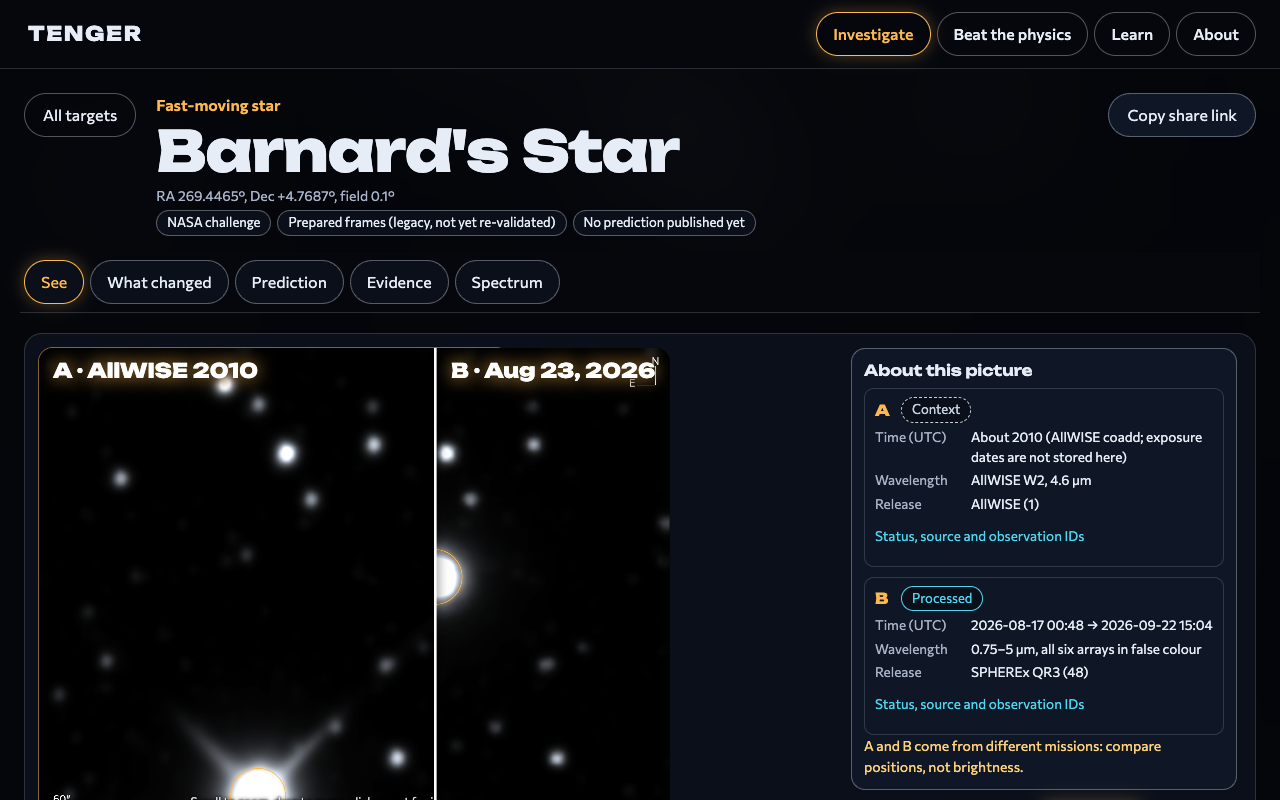 TENGER
Investigate
Beat the physics
Learn
About
All targets
Fast-moving star
Barnard's Star
RA 269.4465°, Dec +4.7687°, field 0.1°
NASA challenge
Prepared frames (legacy, not yet re-validated)
No prediction published yet
Copy share link
See
What changed
Prediction
Evidence
Spectrum
A · AllWISE 2010
B · Aug 23, 2026
N
E
60"
About this picture
A
Context
Time (UTC)
About 2010 (AllWISE coadd; exposure
dates are not stored here)
Wavelength
AllWISE W2, 4.6 µm
Release
AllWISE (1)
Status, source and observation IDs
B
Processed
Time (UTC)
2026-08-17 00:48 → 2026-09-22 15:04
Wavelength
0.75–5 µm, all six arrays in false colour
Release
SPHEREx QR3 (48)
Status, source and observation IDs
A and B come from different missions: compare
positions, not brightness.